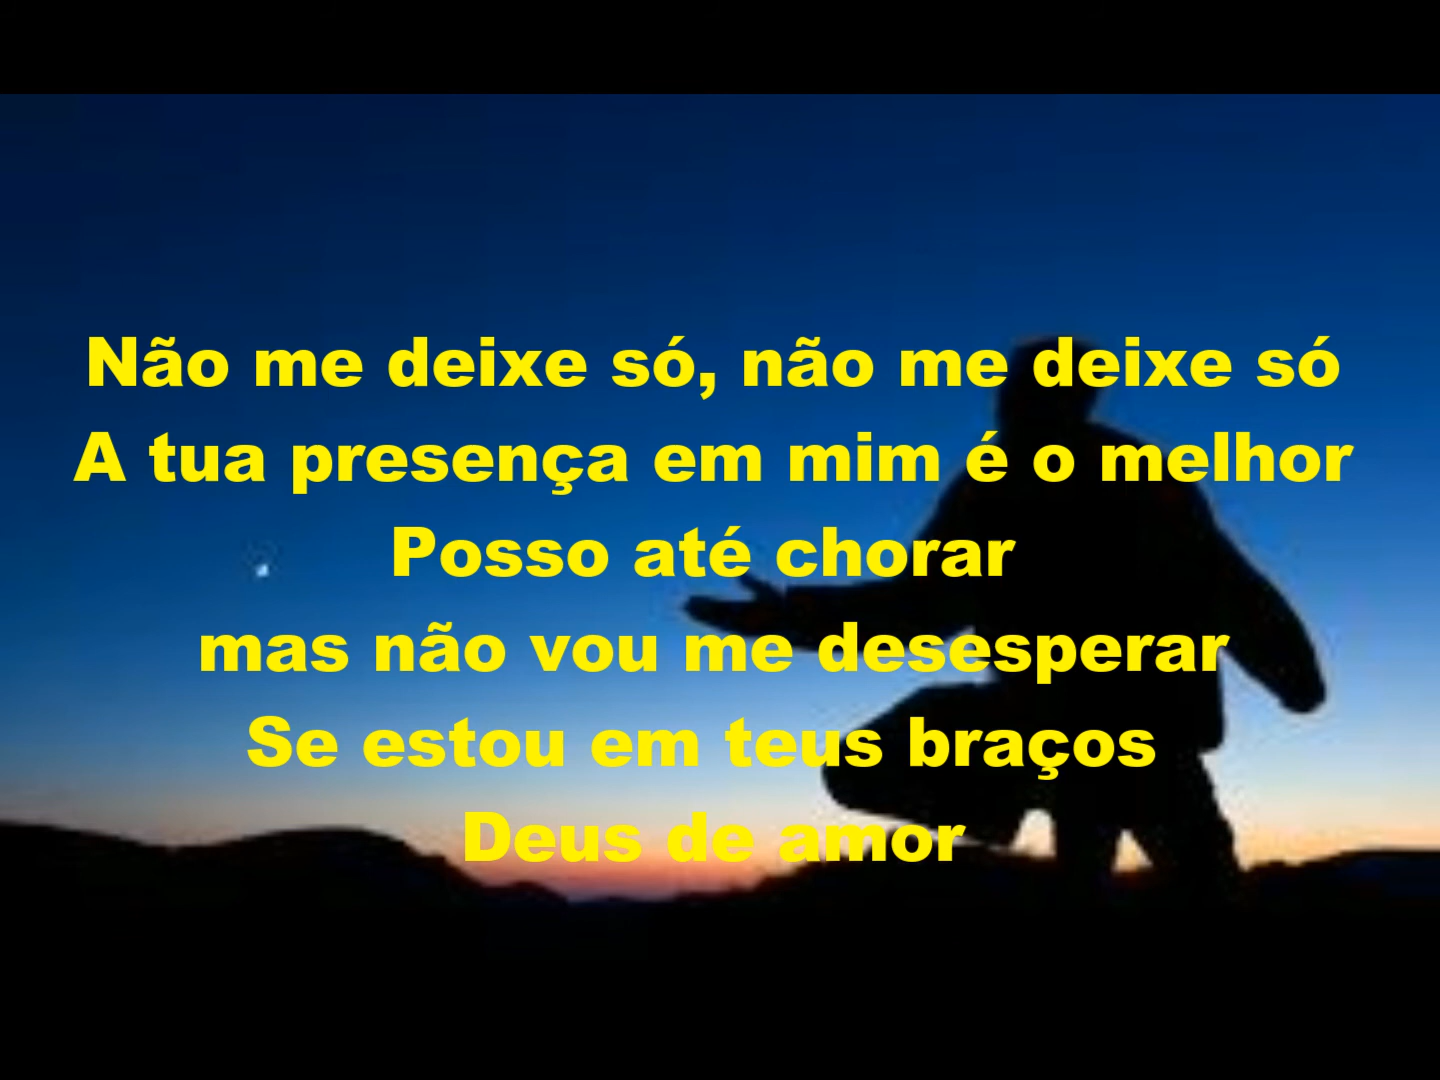 Não me deixe só, não me deixe só
A tua presença em mim é o melhor
Posso até chorar
mas não vou me desesperar
Se estou em teus braços
Deus de amor